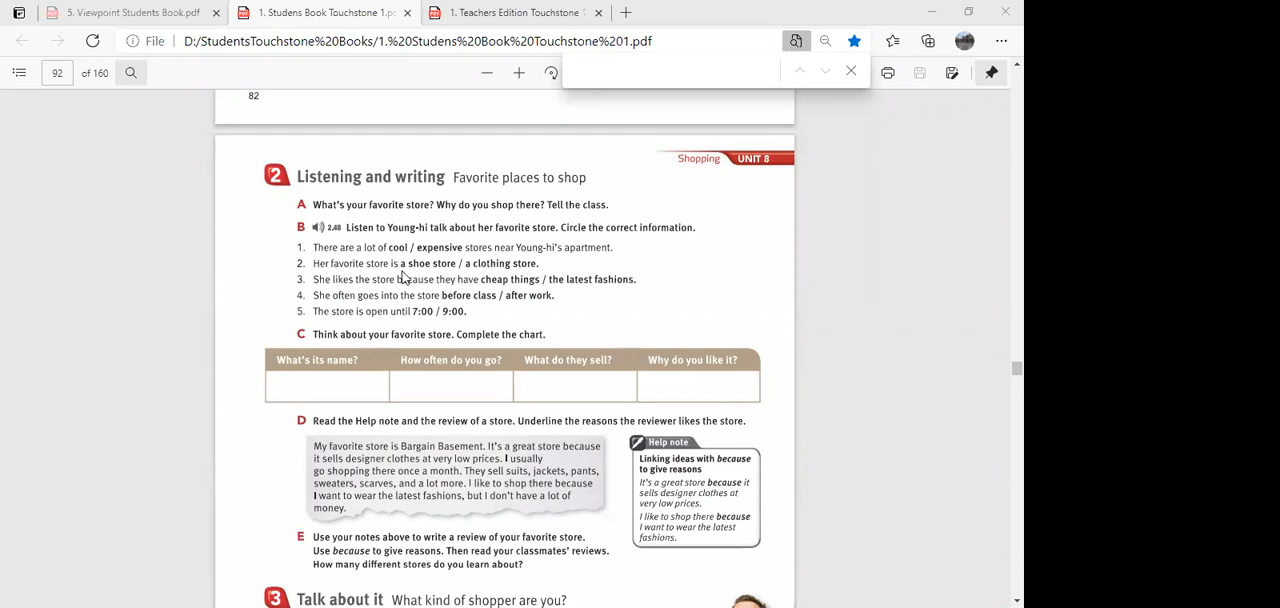 5. Viewpoint Students Book.pdf
1. Studens Book Touchstone 1.p
1. Teachers Edition Touchstone
File D:/StudentsTouchstone%20Books/1.%20Studens%20Book%20Touchstone%201.pdf
92 of 160
82
Shopping UNIT 8
2 Listening and writing Favorite places to shop
A What's your favorite store? Why do you shop there? Tell the class.
B 2.48 Listen to Young-hi talk about her favorite store. Circle the correct information.
1. There are a lot of cool / expensive stores near Young-hi's apartment.
2. Her favorite store is a shoe store / a clothing store.
3. She likes the store because they have cheap things / the latest fashions.
4. She often goes into the store before class / after work.
5. The store is open until 7:00 / 9:00.
C Think about your favorite store. Complete the chart.
What's its name? How often do you go? What do they sell? Why do you like it?
D Read the Help note and the review of a store. Underline the reasons the reviewer likes the store.
My favorite store is Bargain Basement. It's a great store because
it sells designer clothes at very low prices. I usually
go shopping there once a month. They sell suits, jackets, pants,
sweaters, scarves, and a lot more. I like to shop there because
I want to wear the latest fashions, but I don't have a lot of
money.
Help note
Linking ideas with because
to give reasons
It's a great store because it
sells designer clothes at
very low prices.
I like to shop there because
I want to wear the latest
fashions.
E Use your notes above to write a review of your favorite store.
Use because to give reasons. Then read your classmates' reviews.
How many different stores do you learn about?
3 Talk about it What kind of shopper are you?